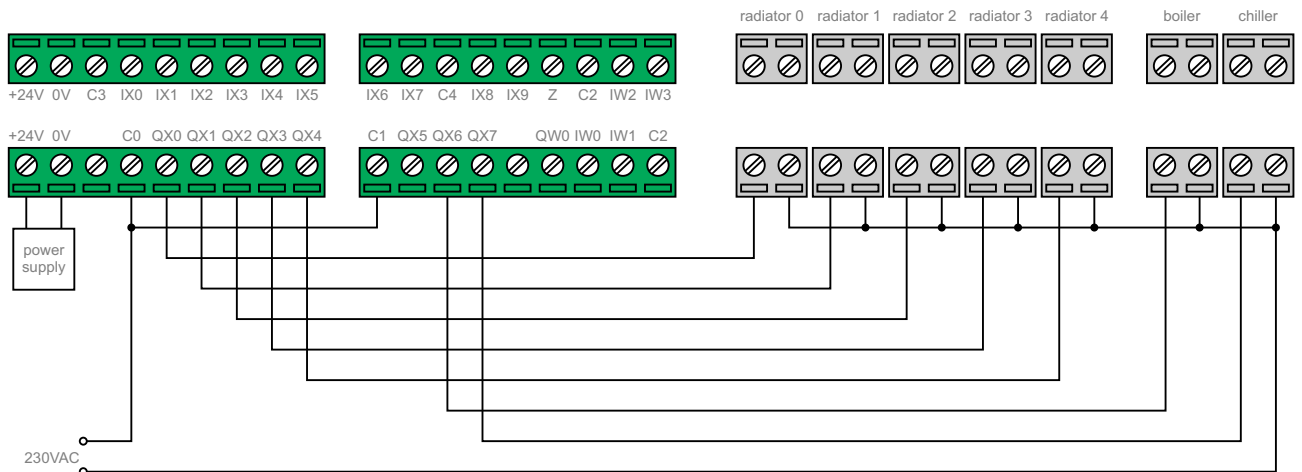 radiator 0 radiator 1 radiator 2 radiator 3 radiator 4 boiler chiller
+24V 0V C3 IX0 IX1 IX2 IX3 IX4 IX5 IX6 IX7 C4 IX8 IX9 Z C2 IW2 IW3
+24V 0V C0 QX0 QX1 QX2 QX3 QX4 C1 QX5 QX6 QX7 QW0 IW0 IW1 C2
power
supply
230VAC